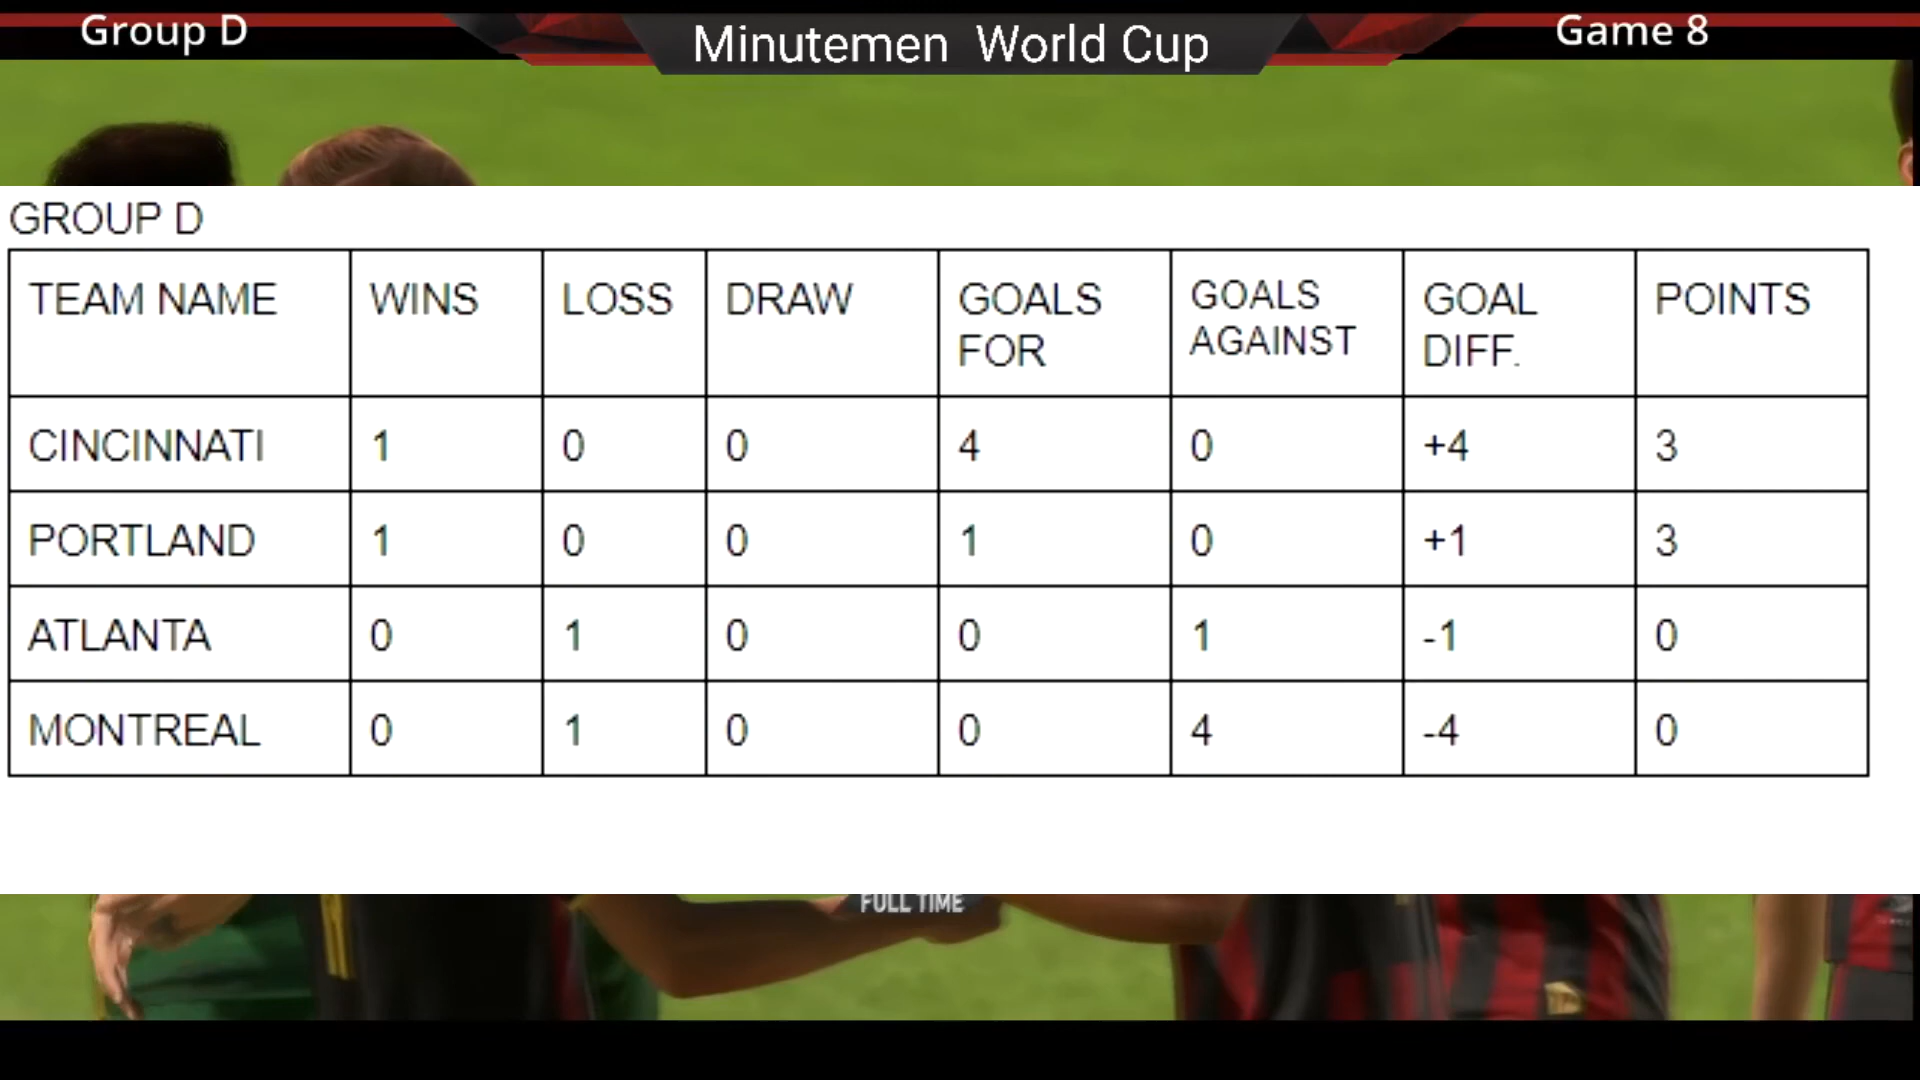 Group D
Minutemen World Cup
Game 8
GROUP D
TEAM NAME WINS LOSS DRAW GOALS FOR GOALS AGAINST GOAL DIFF. POINTS
CINCINNATI 1 0 0 4 0 +4 3
PORTLAND 1 0 0 1 0 +1 3
ATLANTA 0 1 0 0 1 -1 0
MONTREAL 0 1 0 0 4 -4 0
FULL TIME